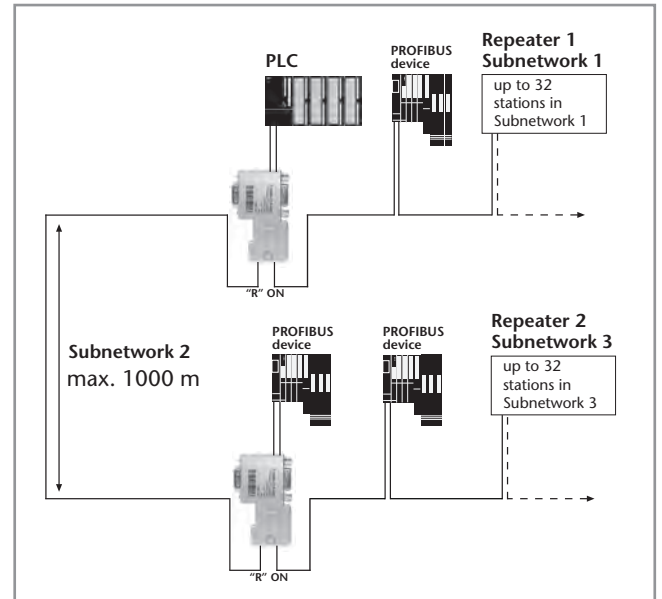 PLC
PROFIBUS
device
Repeater 1
Subnetwork 1
up to 32
stations in
Subnetwork 1
"R" ON
Subnetwork 2
max. 1000 m
PROFIBUS
device
PROFIBUS
device
Repeater 2
Subnetwork 3
up to 32
stations in
Subnetwork 3
"R" ON